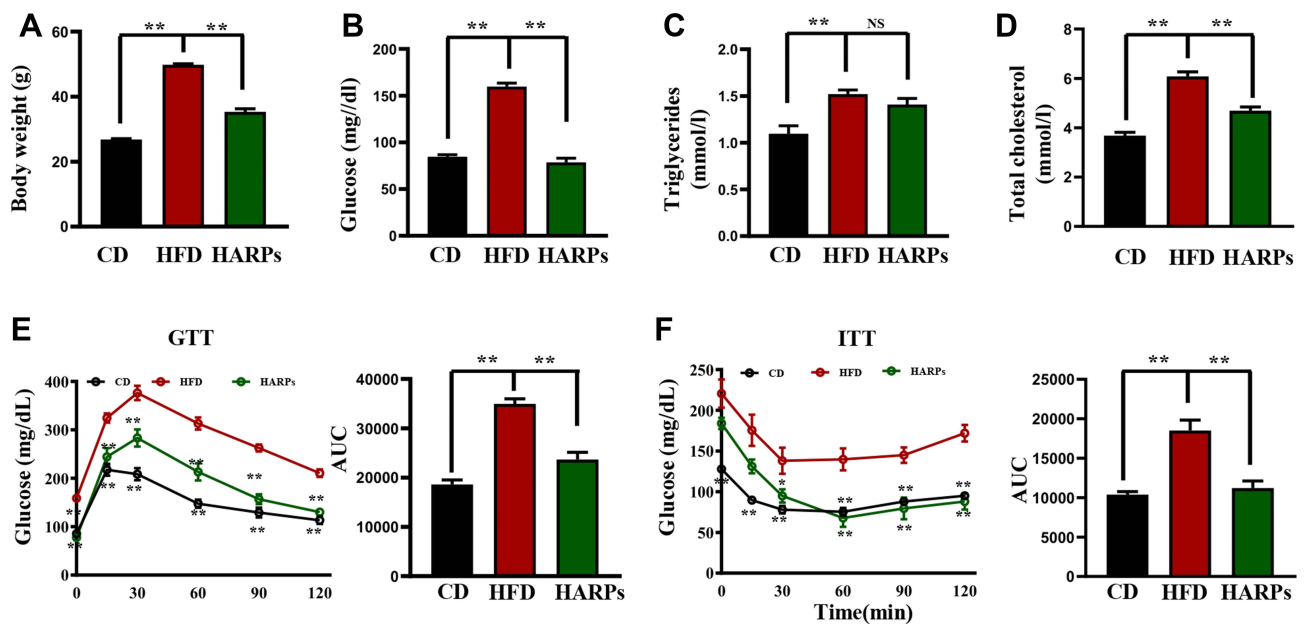 A
Body weight (g)
60
40
20
0
** **
CD HFD HARPs
B
Glucose (mg//dl)
250
200
150
100
50
0
** **
CD HFD HARPs
C
Triglycerides
(mmol/l)
2.0
1.5
1.0
0.5
0.0
** NS
CD HFD HARPs
D
Total cholesterol
(mmol/l)
8
6
4
2
0
** **
CD HFD HARPs
E
GTT
Glucose (mg/dL)
400
300
200
100
0
CD HFD HARPs
** ** ** ** ** **
** ** ** ** ** **
0 30 60 90 120
AUC
40000
30000
20000
10000
0
** **
CD HFD HARPs
F
ITT
Glucose (mg/dL)
250
200
150
100
50
0
CD HFD HARPs
* ** ** **
** ** ** ** ** **
0 30 60 90 120
Time(min)
AUC
25000
20000
15000
10000
5000
0
** **
CD HFD HARPs